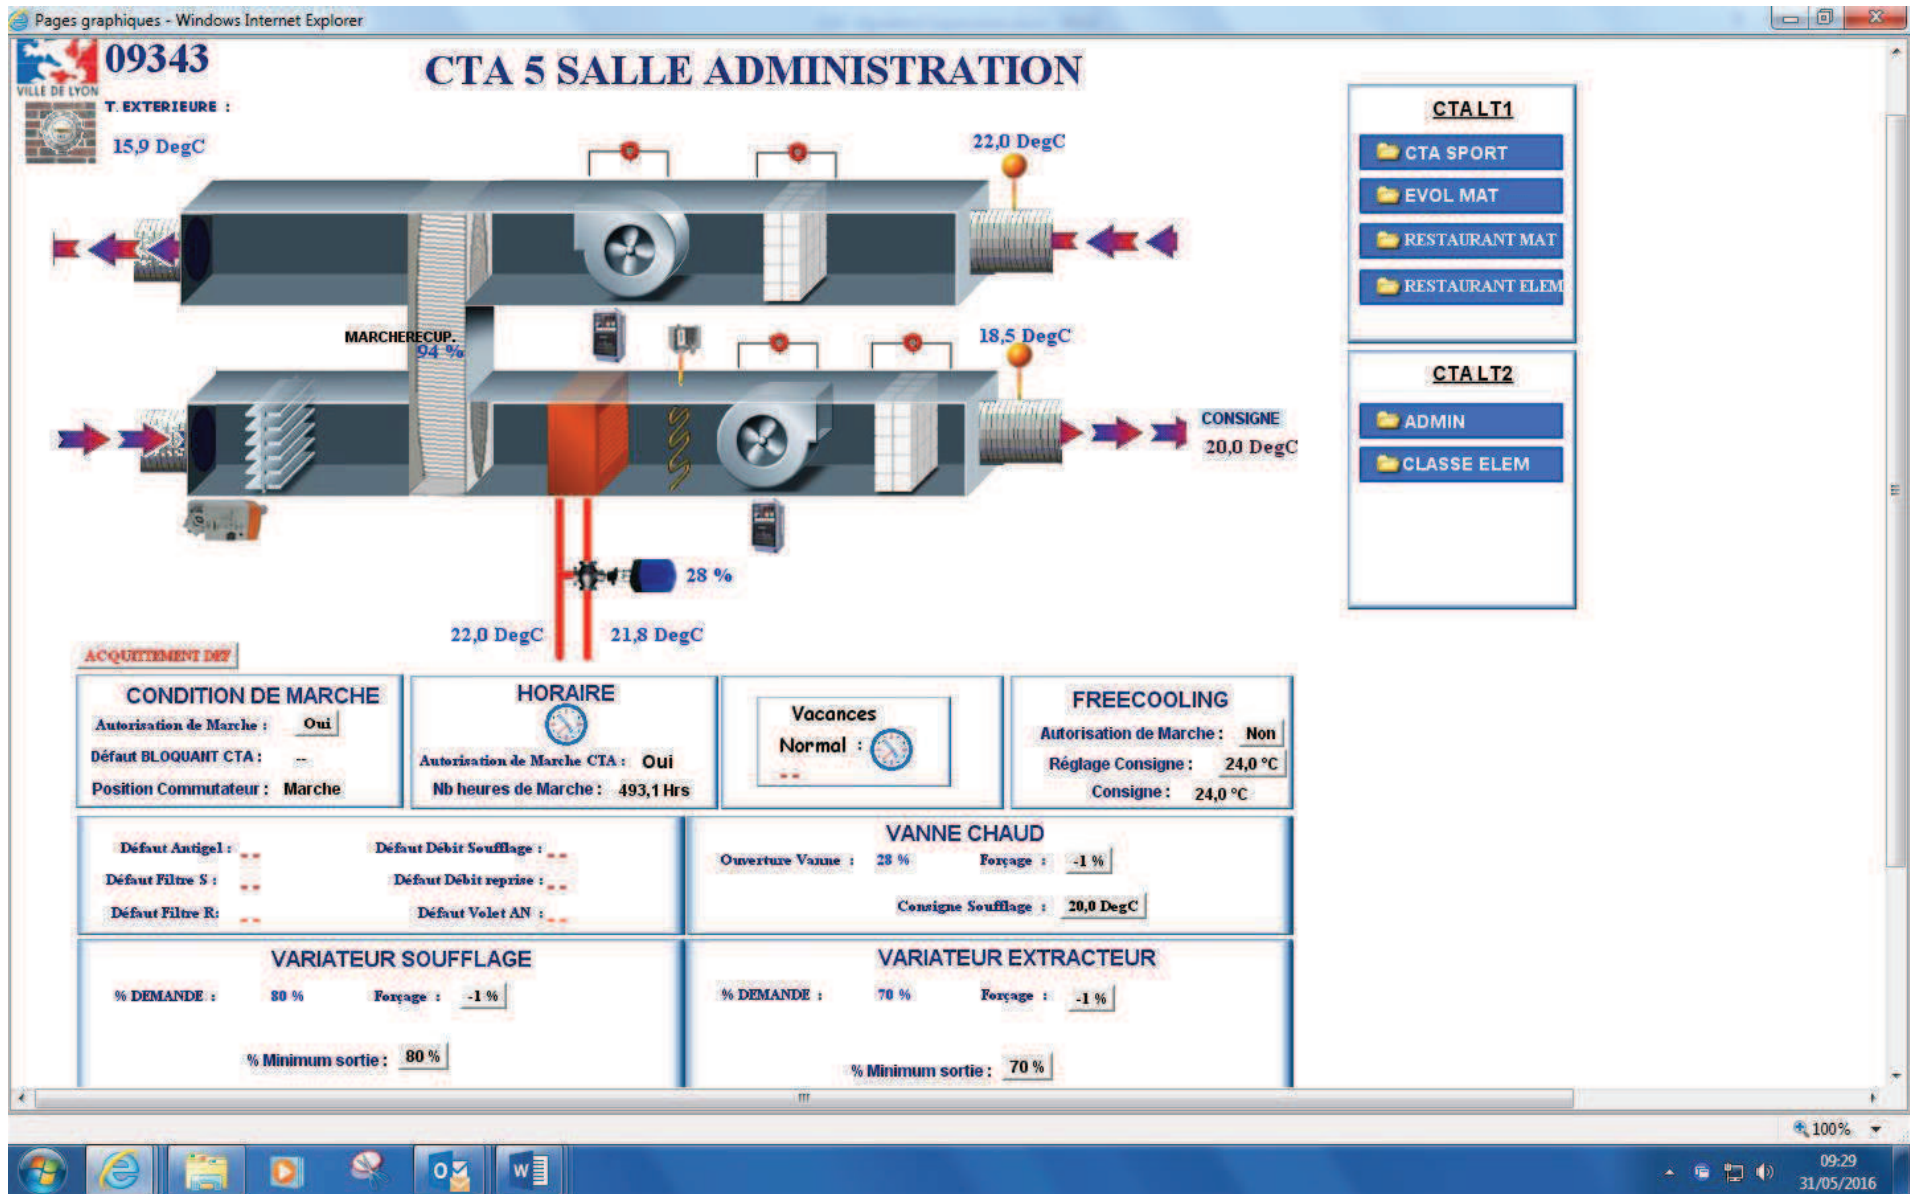 Pages graphiques - Windows Internet Explorer
09343
CTA 5 SALLE ADMINISTRATION
VILLE DE LYON
T. EXTERIEURE :
15,9 DegC
22,0 DegC
CTA LT1
CTA SPORT
EVOL MAT
RESTAURANT MAT
RESTAURANT ELEM
MARCHERECUP.
94 %
18,5 DegC
CTA LT2
ADMIN
CLASSE ELEM
CONSIGNE
20,0 DegC
28 %
22,0 DegC
21,8 DegC
ACQUITTEMENT DEF
CONDITION DE MARCHE
Autorisation de Marche : Oui
Défaut BLOQUANT CTA : --
Position Commutateur : Marche
HORAIRE
Autorisation de Marche CTA : Oui
Nb heures de Marche : 493,1 Hrs
Vacances
Normal :
--
FREECOOLING
Autorisation de Marche : Non
Réglage Consigne : 24,0 °C
Consigne : 24,0 °C
Défaut Antigel : --
Défaut Débit Soufflage : --
Défaut Filtre S : --
Défaut Débit reprise : --
Défaut Filtre R: --
Défaut Volet AN : --
VANNE CHAUD
Ouverture Vanne : 28 % Forçage : -1 %
Consigne Soufflage : 20,0 DegC
VARIATEUR SOUFFLAGE
% DEMANDE : 80 % Forçage : -1 %
% Minimum sortie : 80 %
VARIATEUR EXTRACTEUR
% DEMANDE : 70 % Forçage : -1 %
% Minimum sortie : 70 %
100%
09:29
31/05/2016